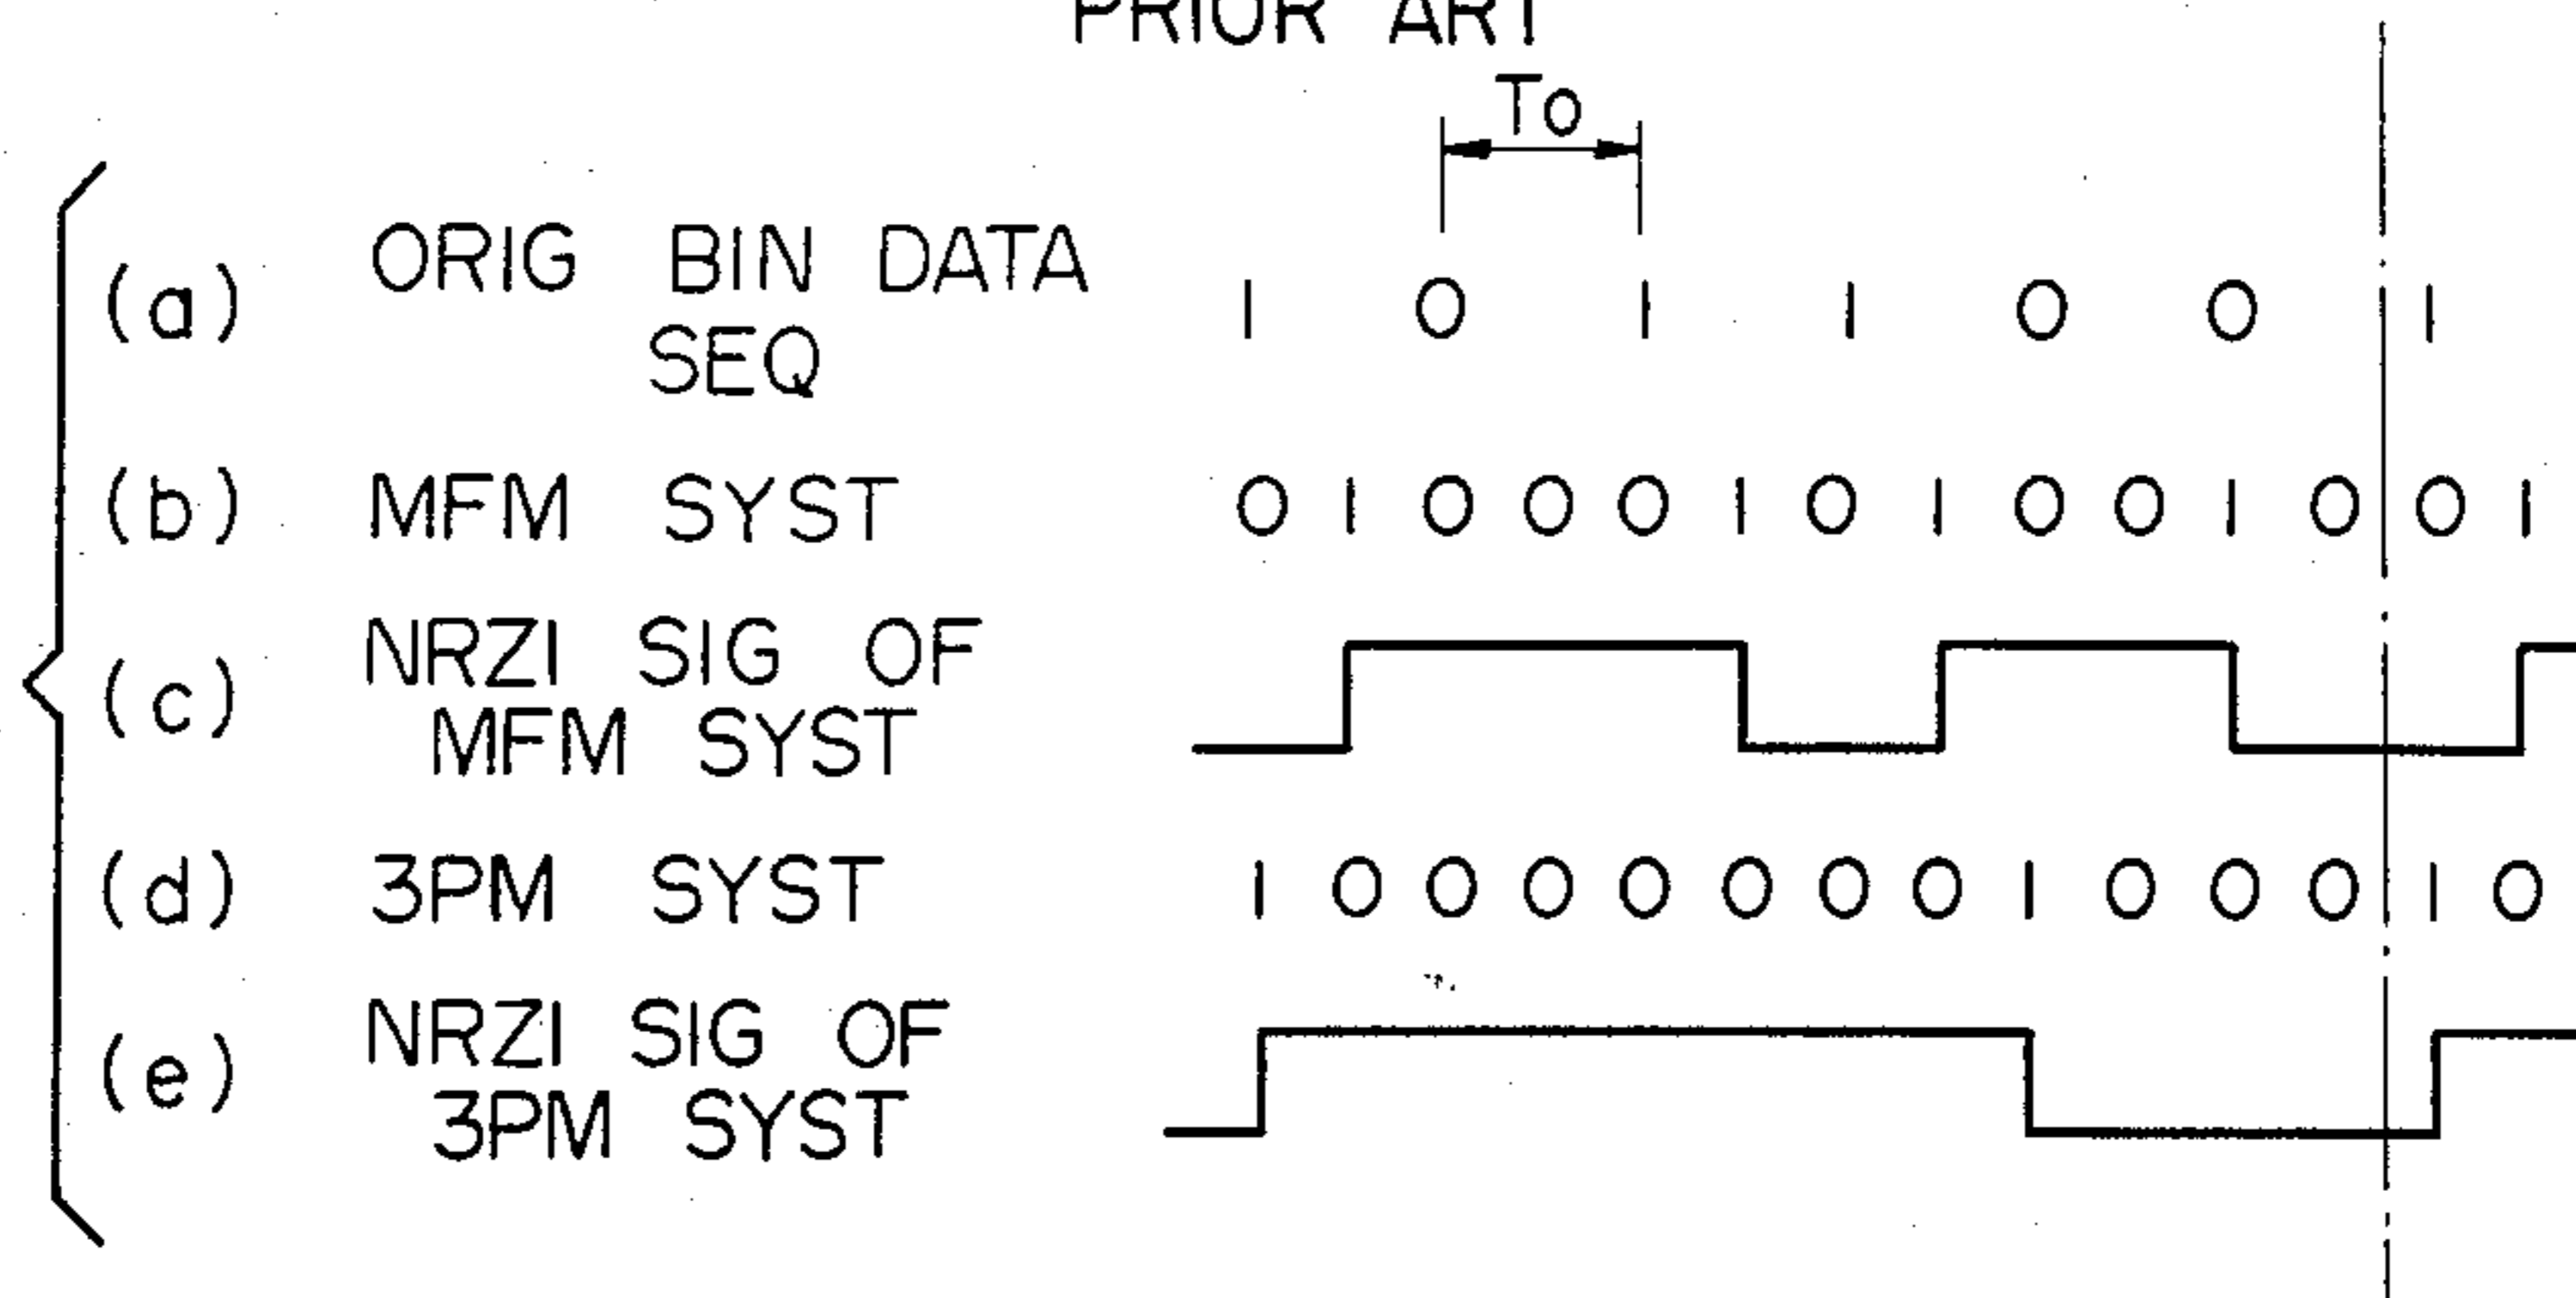 PRIOR ART
To
(a) ORIG BIN DATA SEQ 1 0 1 1 0 0 1
(b) MFM SYST 0 1 0 0 0 1 0 1 0 0 1 0 0 1
(c) NRZI SIG OF MFM SYST
(d) 3PM SYST 1 0 0 0 0 0 0 0 1 0 0 0 1 0
(e) NRZI SIG OF 3PM SYST